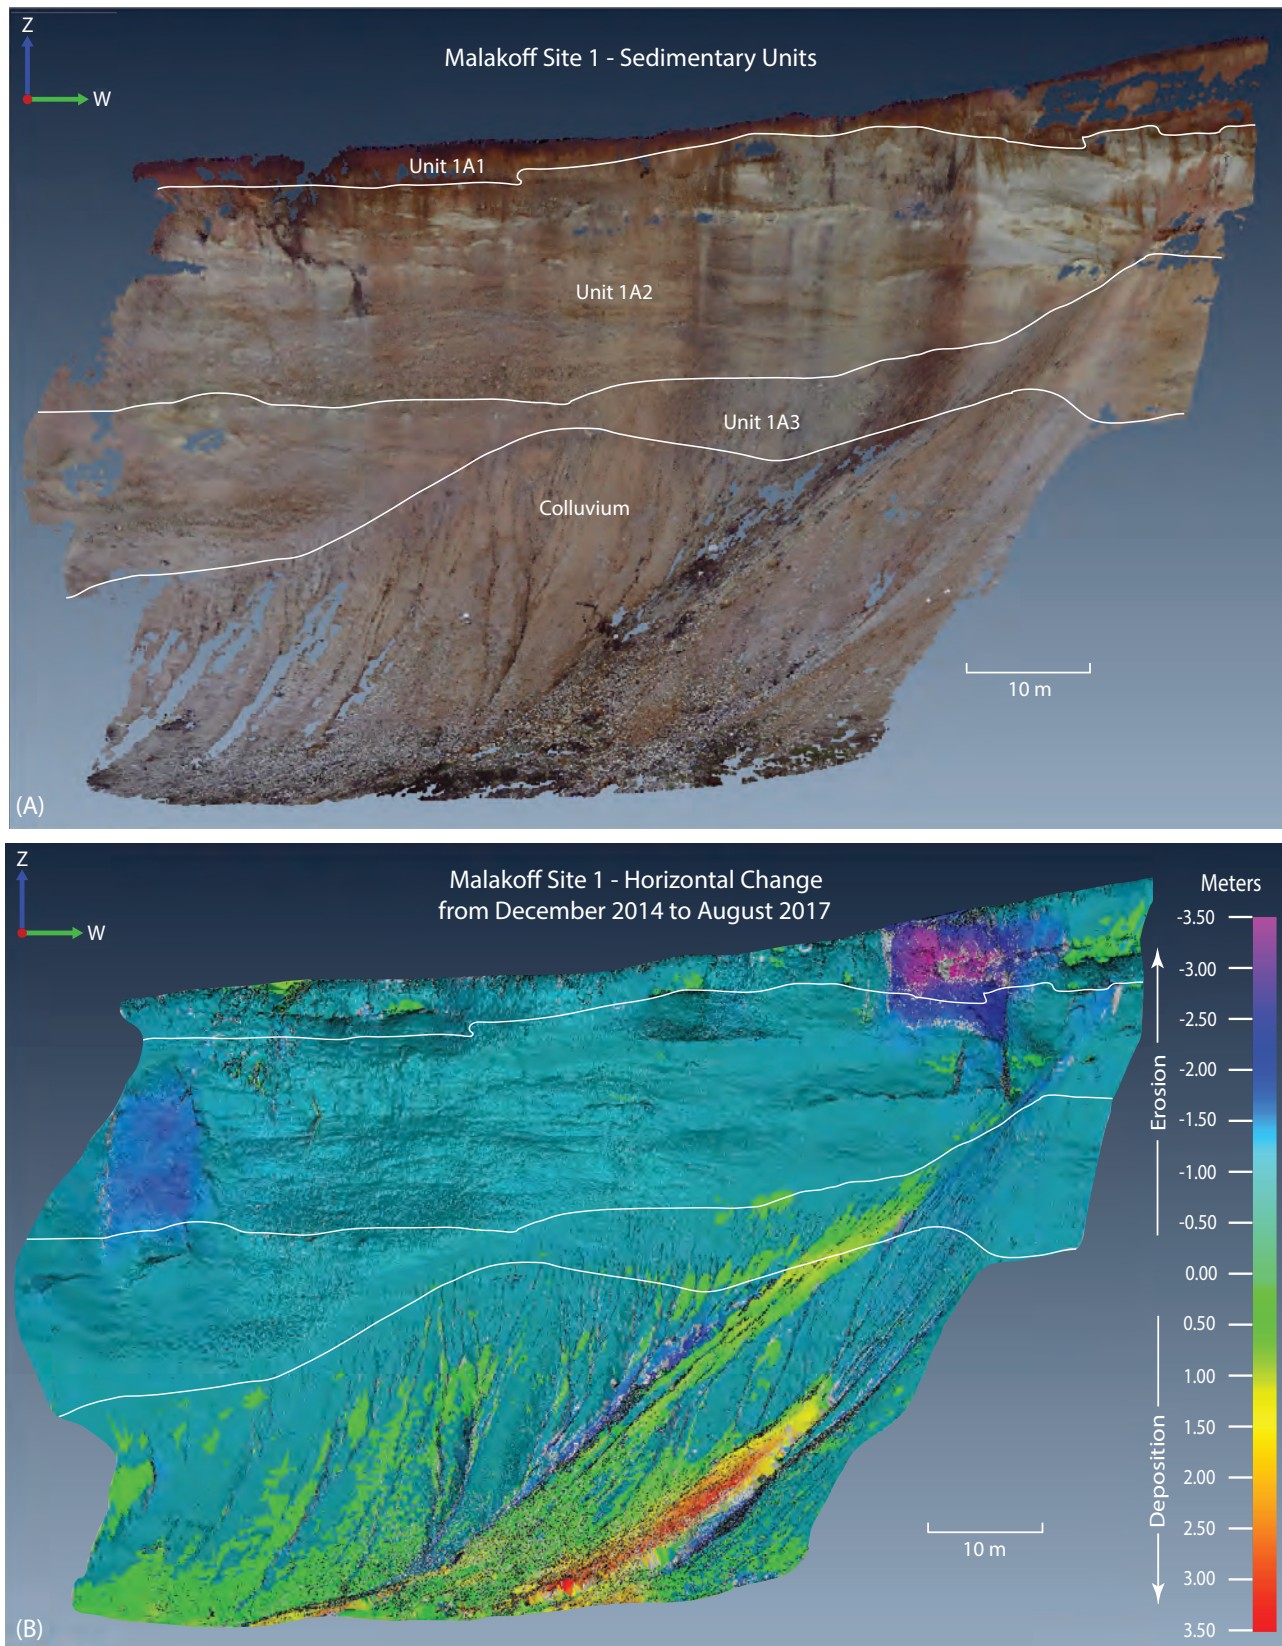 Z
W
Malakoff Site 1 - Sedimentary Units
Unit 1A1
Unit 1A2
Unit 1A3
Colluvium
10 m
(A)
Z
W
Malakoff Site 1 - Horizontal Change
from December 2014 to August 2017
Meters
-3.50
-3.00
-2.50
-2.00
-1.50
-1.00
-0.50
0.00
0.50
1.00
1.50
2.00
2.50
3.00
3.50
Erosion
Deposition
10 m
(B)